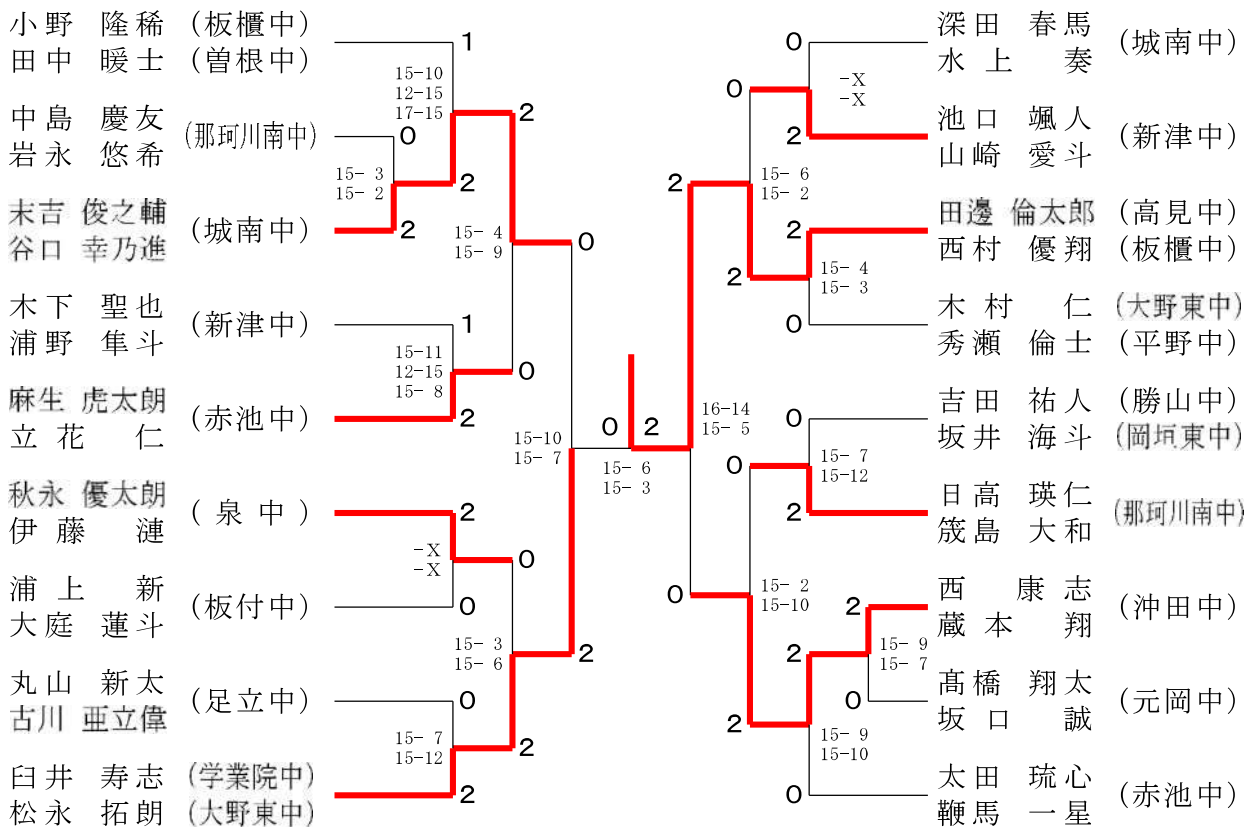 小野 隆稀 (板櫃中)
田中 暖士 (曽根中)
中島 慶友
岩永 悠希
(那珂川南中)
末吉 俊之輔
谷口 幸乃進
(城南中)
木下 聖也
浦野 隼斗
(新津中)
麻生 虎太朗
立花 仁
(赤池中)
秋永 優太朗
伊藤 漣
(泉中)
浦上 新
大庭 蓮斗
(板付中)
丸山 新太
古川 亜立偉
(足立中)
臼井 寿志 (学業院中)
松永 拓朗 (大野東中)
1
15-10
12-15
17-15
2
0
15- 3
15- 2
2
2
15- 4
15- 9
0
1
15-11
12-15
15- 8
0
2
15-10
15- 7
2
-X
-X
0
0
15- 3
15- 6
2
0
15- 7
15-12
2
2
0
2
15- 6
15- 3
0
-X
-X
0
2
15- 6
15- 2
2
2
15- 4
15- 3
2
0
16-14
15- 5
0
15- 7
15-12
0
2
15- 2
15-10
0
2
15- 9
15- 7
2
0
2
15- 9
15-10
0
深田 春馬
水上 奏
(城南中)
池口 颯人
山崎 愛斗
(新津中)
田邊 倫太郎 (高見中)
西村 優翔 (板櫃中)
木村 仁 (大野東中)
秀瀬 倫士 (平野中)
吉田 祐人 (勝山中)
坂井 海斗 (岡垣東中)
日高 瑛仁
筬島 大和
(那珂川南中)
西 康志
蔵本 翔
(沖田中)
髙橋 翔太
坂口 誠
(元岡中)
太田 琉心
鞭馬 一星
(赤池中)